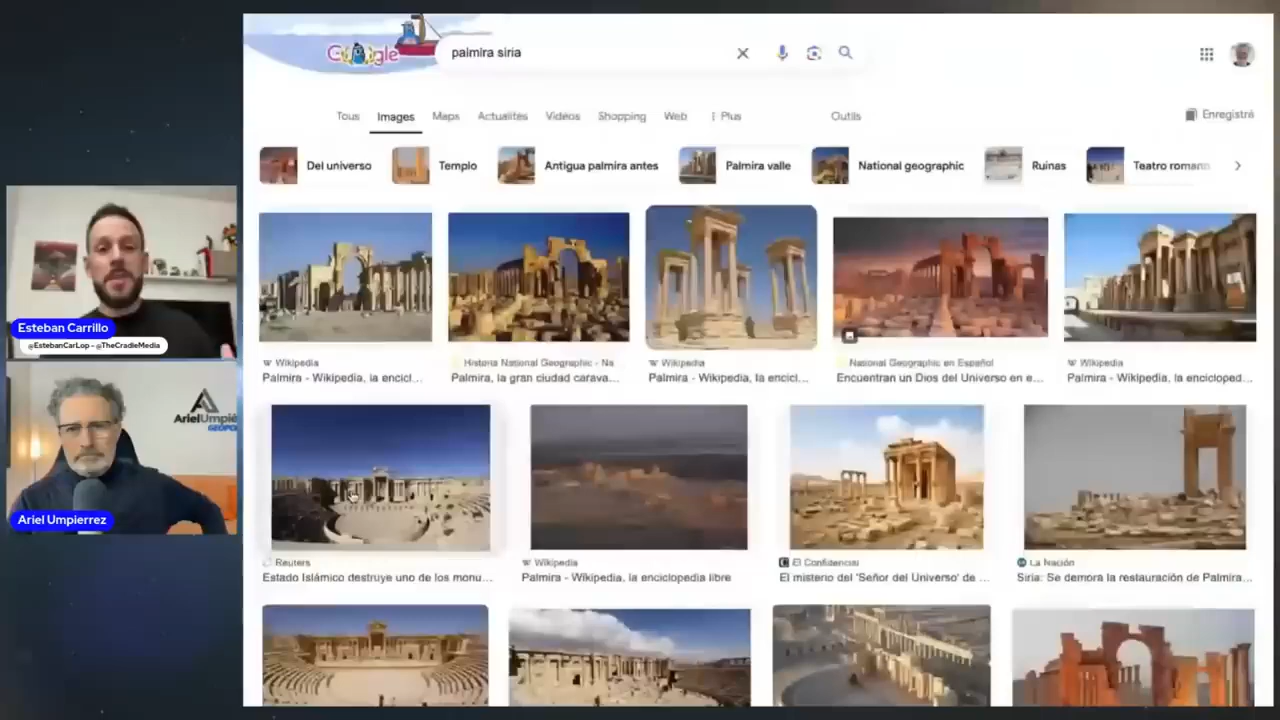 Google
palmira siria
Tous Images Maps Actualités Vidéos Shopping Web Plus Outils
Enregistré
Del universo
Templo
Antigua palmira antes
Palmira valle
National geographic
Ruinas
Teatro romano
Wikipedia
Palmira - Wikipedia, la encicl...
Historia National Geographic - Na
Palmira, la gran ciudad carava...
Wikipedia
Palmira - Wikipedia, la encicl...
National Geographic en Español
Encuentran un Dios del Universo en e...
Wikipedia
Palmira - Wikipedia, la encicloped...
Reuters
Estado Islámico destruye uno de los monu...
Wikipedia
Palmira - Wikipedia, la enciclopedia libre
El Confidencial
El misterio del 'Señor del Universo' de ...
La Nación
Siria: Se demora la restauración de Palmira...
Esteban Carrillo
@EstebanCarLop - @TheCradleMedia
ArielUmpié
GEOPOL
Ariel Umpierrez